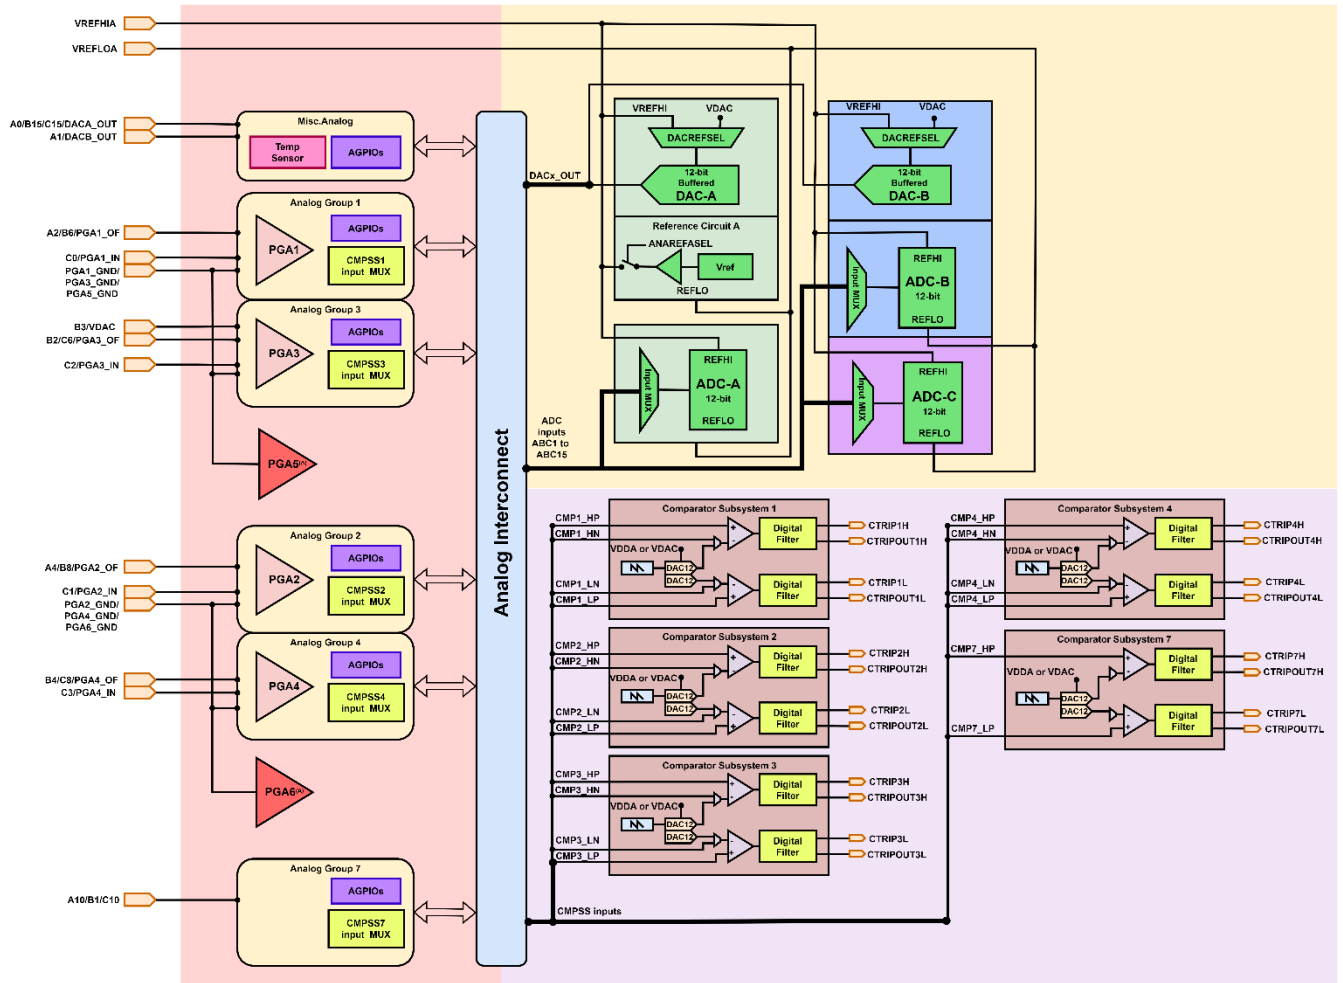 VREFHIA
VREFLOA
A0/B15/C15/DACA_OUT
A1/DACB_OUT
Misc.Analog
Temp
Sensor
AGPIOs
Analog Group 1
A2/B6/PGA1_OF
C0/PGA1_IN
PGA1_GND/
PGA3_GND/
PGA5_GND
PGA1
AGPIOs
CMPSS1
input MUX
Analog Group 3
B3/VDAC
B2/C6/PGA3_OF
C2/PGA3_IN
PGA3
AGPIOs
CMPSS3
input MUX
PGA5(A)
Analog Group 2
A4/B8/PGA2_OF
C1/PGA2_IN
PGA2_GND/
PGA4_GND/
PGA6_GND
PGA2
AGPIOs
CMPSS2
input MUX
Analog Group 4
B4/C8/PGA4_OF
C3/PGA4_IN
PGA4
AGPIOs
CMPSS4
input MUX
PGA6(A)
Analog Group 7
A10/B1/C10
AGPIOs
CMPSS7
input MUX
Analog Interconnect
DACx_OUT
VREFHI
VDAC
DACREFSEL
12-bit
Buffered
DAC-A
Reference Circuit A
ANAREFASEL
Vref
REFLO
Input MUX
REFHI
ADC-A
12-bit
REFLO
VREFHI
VDAC
DACREFSEL
12-bit
Buffered
DAC-B
Input MUX
REFHI
ADC-B
12-bit
REFLO
Input MUX
REFHI
ADC-C
12-bit
REFLO
ADC
inputs
ABC1 to
ABC15
Comparator Subsystem 1
CMP1_HP
CMP1_HN
VDDA or VDAC
DAC12
DAC12
CMP1_LN
CMP1_LP
+
-
-
+
Digital
Filter
Digital
Filter
CTRIP1H
CTRIPOUT1H
CTRIP1L
CTRIPOUT1L
Comparator Subsystem 2
CMP2_HP
CMP2_HN
VDDA or VDAC
DAC12
DAC12
CMP2_LN
CMP2_LP
+
-
-
+
Digital
Filter
Digital
Filter
CTRIP2H
CTRIPOUT2H
CTRIP2L
CTRIPOUT2L
Comparator Subsystem 3
CMP3_HP
CMP3_HN
VDDA or VDAC
DAC12
DAC12
CMP3_LN
CMP3_LP
+
-
-
+
Digital
Filter
Digital
Filter
CTRIP3H
CTRIPOUT3H
CTRIP3L
CTRIPOUT3L
CMPSS inputs
Comparator Subsystem 4
CMP4_HP
CMP4_HN
VDDA or VDAC
DAC12
DAC12
CMP4_LN
CMP4_LP
+
-
-
+
Digital
Filter
Digital
Filter
CTRIP4H
CTRIPOUT4H
CTRIP4L
CTRIPOUT4L
Comparator Subsystem 7
CMP7_HP
VDDA or VDAC
DAC12
DAC12
CMP7_LP
+
-
-
+
Digital
Filter
Digital
Filter
CTRIP7H
CTRIPOUT7H
CTRIP7L
CTRIPOUT7L